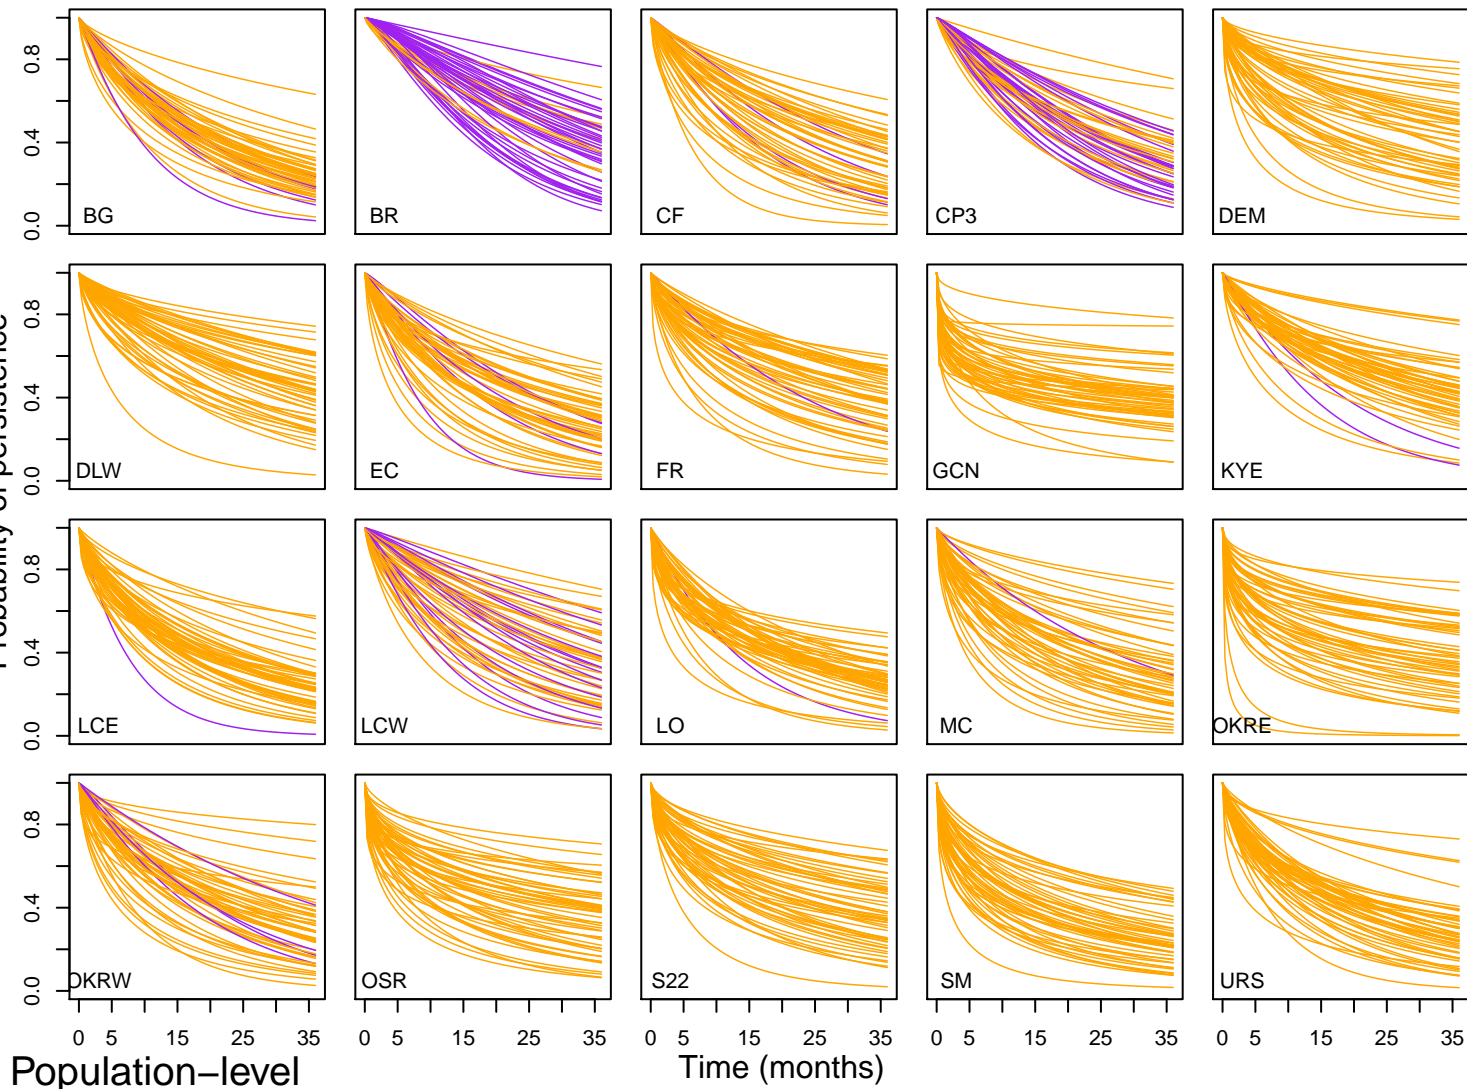 0.0 0.4 0.8
BG
BR
CF
CP3
DEM
0.0 0.4 0.8
DLW
EC
FR
GCN
KYE
0.0 0.4 0.8
LCE
LCW
LO
MC
OKRE
0.0 0.4 0.8
OKRW
OSR
S22
SM
URS
0 5 15 25 35
0 5 15 25 35
0 5 15 25 35
0 5 15 25 35
0 5 15 25 35
Probability of persistence
Time (months)
Population−level